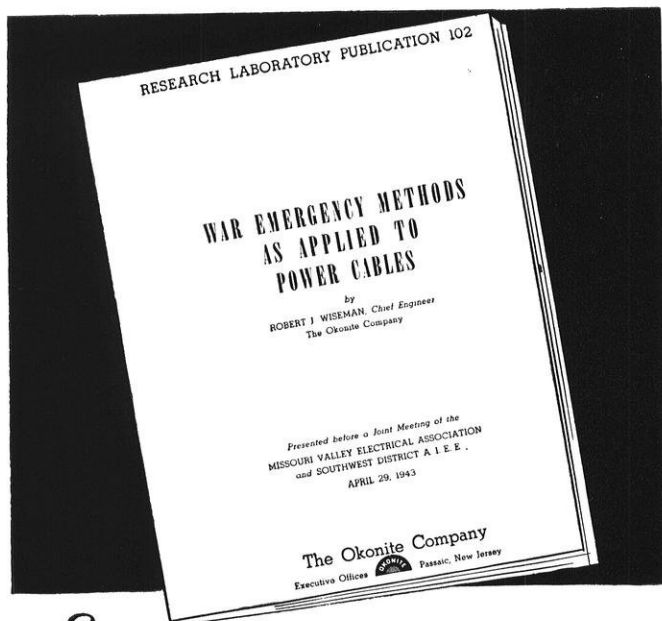 RESEARCH LABORATORY PUBLICATION 102
WAR EMERGENCY METHODS
AS APPLIED TO
POWER CABLES
by
ROBERT J. WISEMAN, Chief Engineer
The Okonite Company
Presented before a Joint Meeting of the
MISSOURI VALLEY ELECTRICAL ASSOCIATION
and SOUTHWEST DISTRICT A. I. E. E.
APRIL 29, 1943
The Okonite Company
Executive Offices OKONITE Passaic, New Jersey